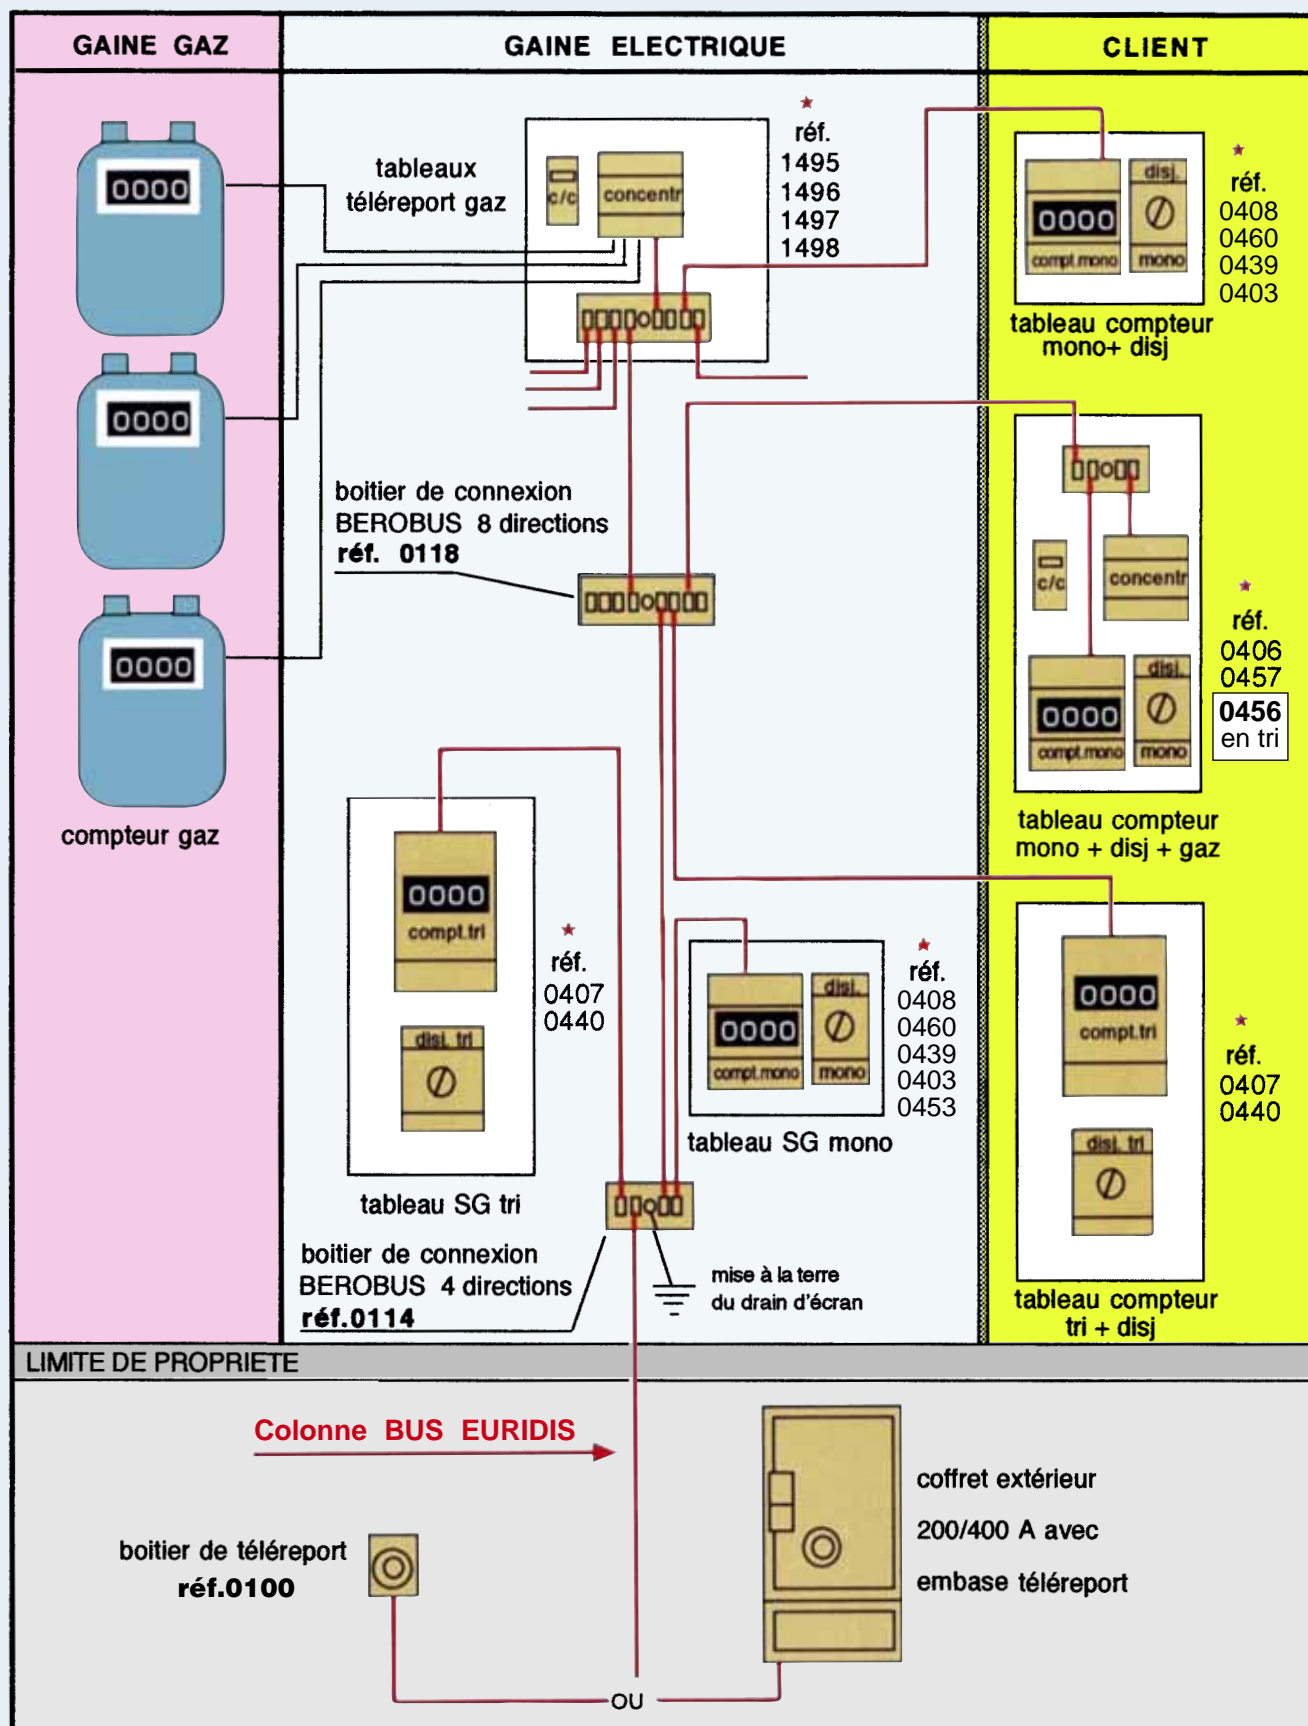 GAINE GAZ
GAINE ELECTRIQUE
CLIENT
0000
0000
0000
compteur gaz
tableaux
téléreport gaz
c/c
concentr
réf.
1495
1496
1497
1498
boitier de connexion
BEROBUS 8 directions
réf. 0118
0000
compt.tri
disj. tri
réf.
0407
0440
tableau SG tri
0000
compt.mono
disj.
mono
réf.
0408
0460
0439
0403
0453
tableau SG mono
boitier de connexion
BEROBUS 4 directions
réf.0114
mise à la terre
du drain d'écran
0000
compt.mono
disj.
mono
réf.
0408
0460
0439
0403
tableau compteur
mono+ disj
c/c
concentr
0000
compt.mono
disj.
mono
réf.
0406
0457
0456
en tri
tableau compteur
mono + disj + gaz
0000
compt.tri
disj. tri
réf.
0407
0440
tableau compteur
tri + disj
LIMITE DE PROPRIETE
Colonne BUS EURIDIS
boitier de téléreport
réf.0100
coffret extérieur
200/400 A avec
embase téléreport
OU